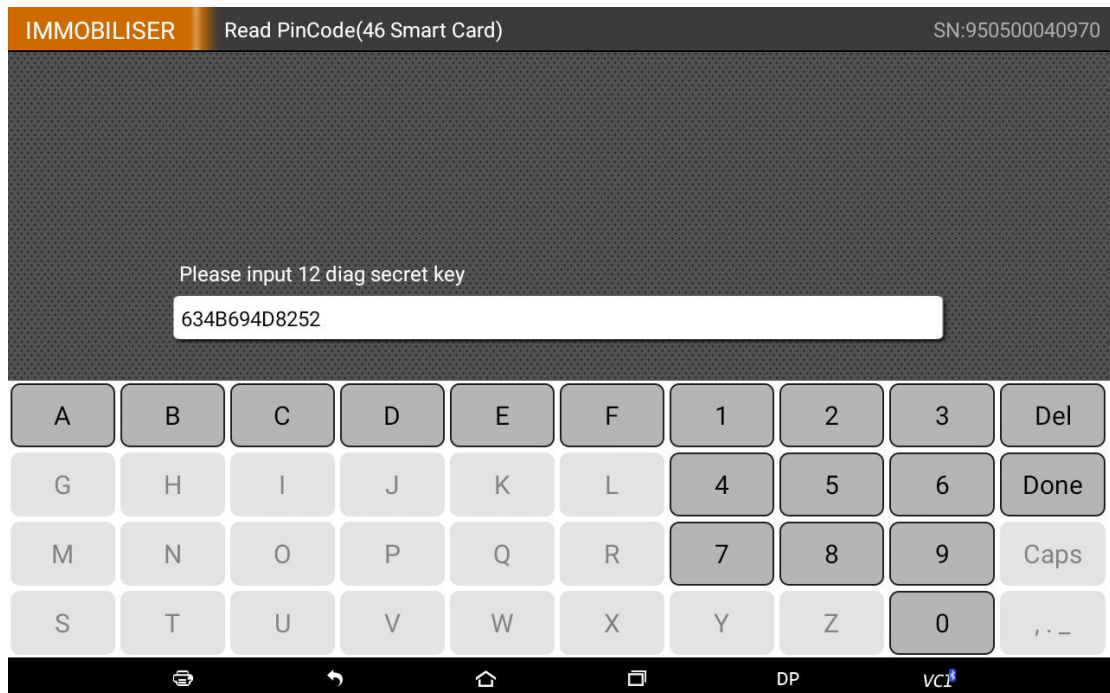 IMMOBILISER Read PinCode(46 Smart Card) SN:950500040970
Please input 12 diag secret key
634B694D8252
A B C D E F 1 2 3 Del
G H I J K L 4 5 6 Done
M N O P Q R 7 8 9 Caps
S T U V W X Y Z 0 , . _
DP VCI